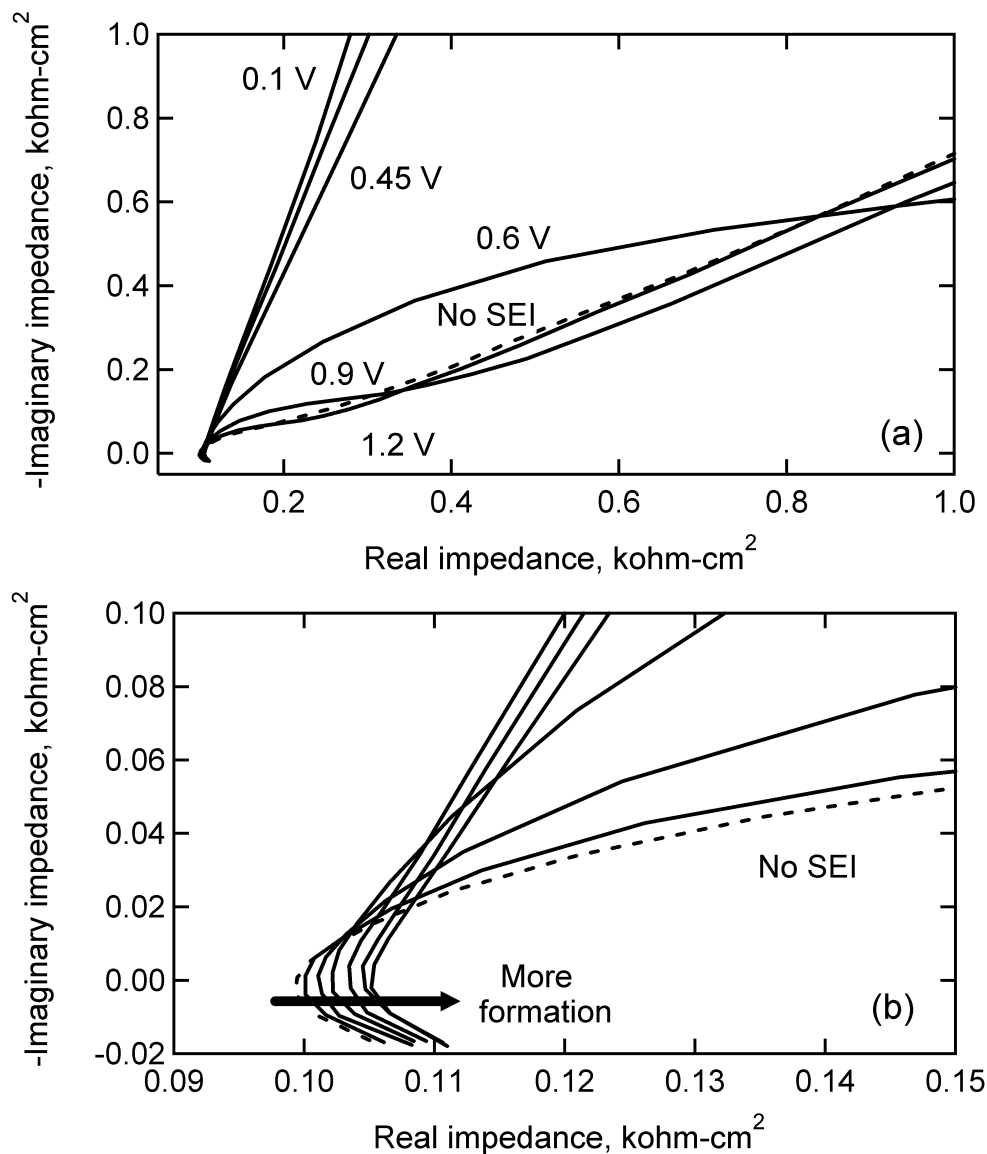 -Imaginary impedance, kohm-cm²
1.0
0.8
0.6
0.4
0.2
0.0
0.1 V
0.45 V
0.6 V
No SEI
0.9 V
1.2 V
(a)
0.2
0.4
0.6
0.8
1.0
Real impedance, kohm-cm²
-Imaginary impedance, kohm-cm²
0.10
0.08
0.06
0.04
0.02
0.00
-0.02
No SEI
More
formation
(b)
0.09
0.10
0.11
0.12
0.13
0.14
0.15
Real impedance, kohm-cm²